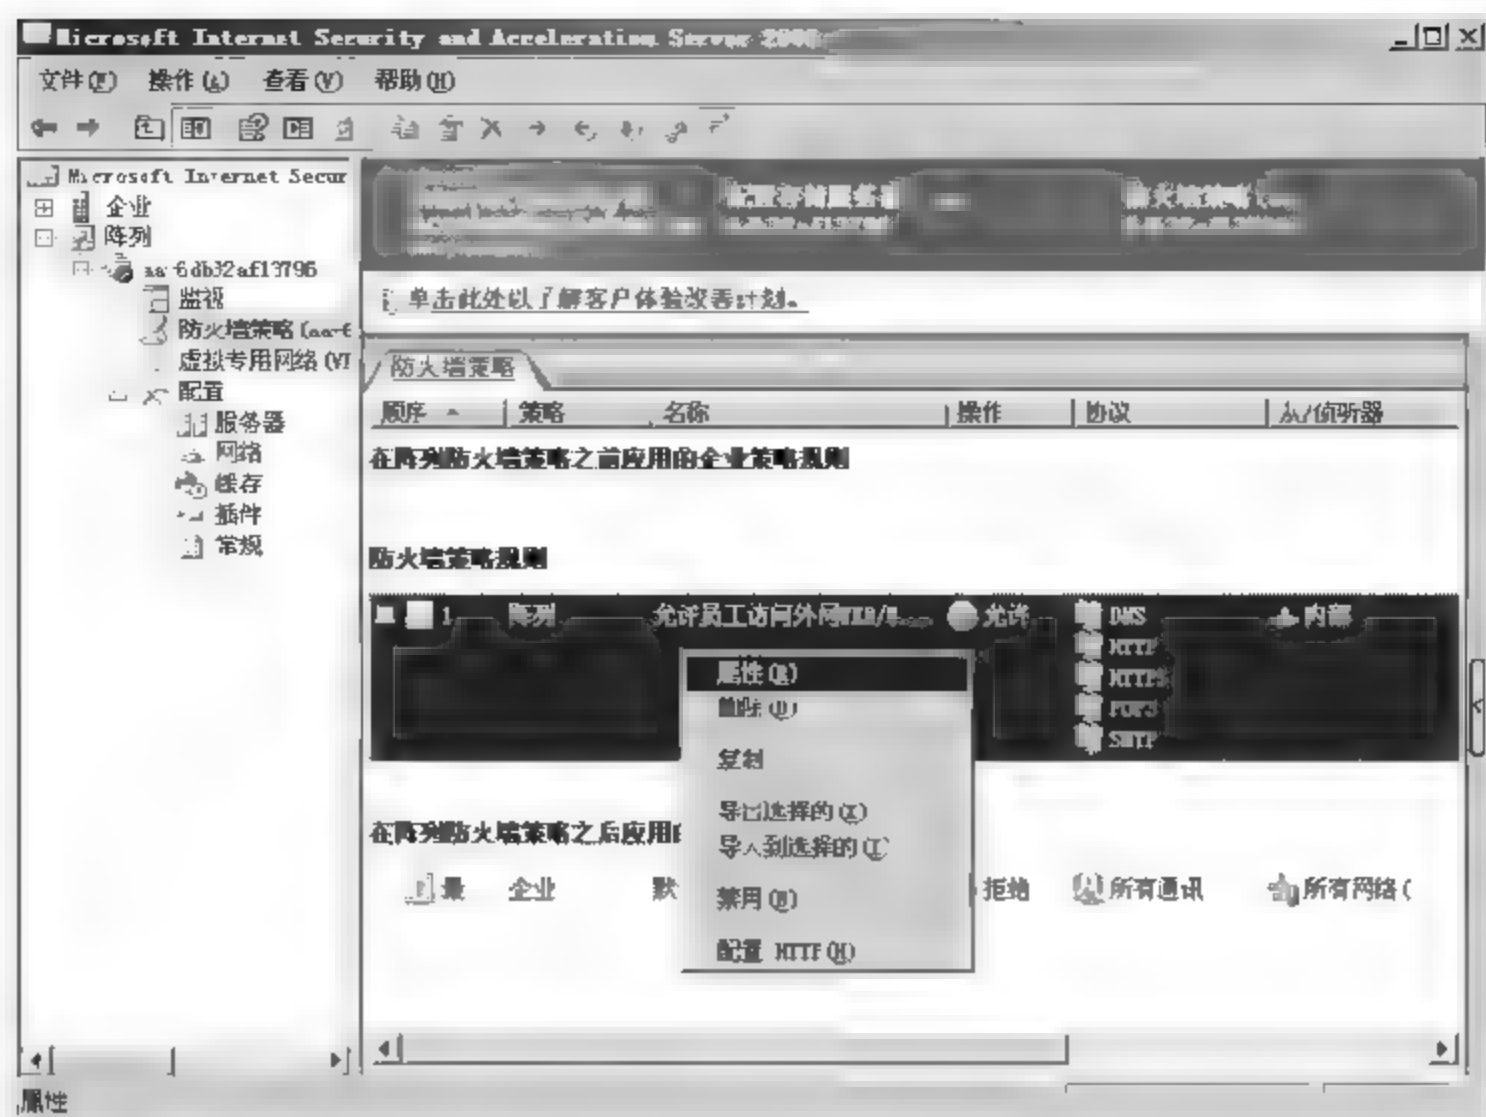 Microsoft Internet Security and Acceleration Server
文件(F) 操作(A) 查看(V) 帮助(H)
Microsoft Internet Secur
企业
阵列
监视
防火墙策略
虚拟专用网络
配置
服务器
网络
缓存
插件
常规
单击此处以了解客户体验改善计划。
防火墙策略
顺序 策略 名称 操作 协议 从/侦听器
在阵列防火墙策略之前应用的企业策略规则
防火墙策略规则
1 阵列 允许员工访问外网WEB/ 允许 DNS 内部
HTTP
HTTPS
POP3
SMTP
属性(R)
删除(D)
复制
导出选择的(X)
导入到选择的(I)
禁用(B)
配置 HTTP(H)
在阵列防火墙策略之后应用
最 企业 默 拒绝 所有通讯 所有网络(
属性